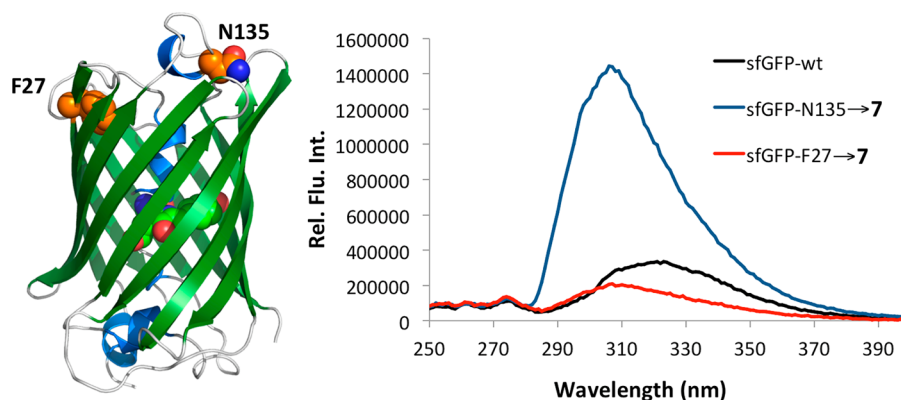 N135
F27
Rel. Flu. Int.
1600000
1400000
1200000
1000000
800000
600000
400000
200000
0
250 270 290 310 330 350 370 390
Wavelength (nm)
sfGFP-wt
sfGFP-N135→7
sfGFP-F27→7